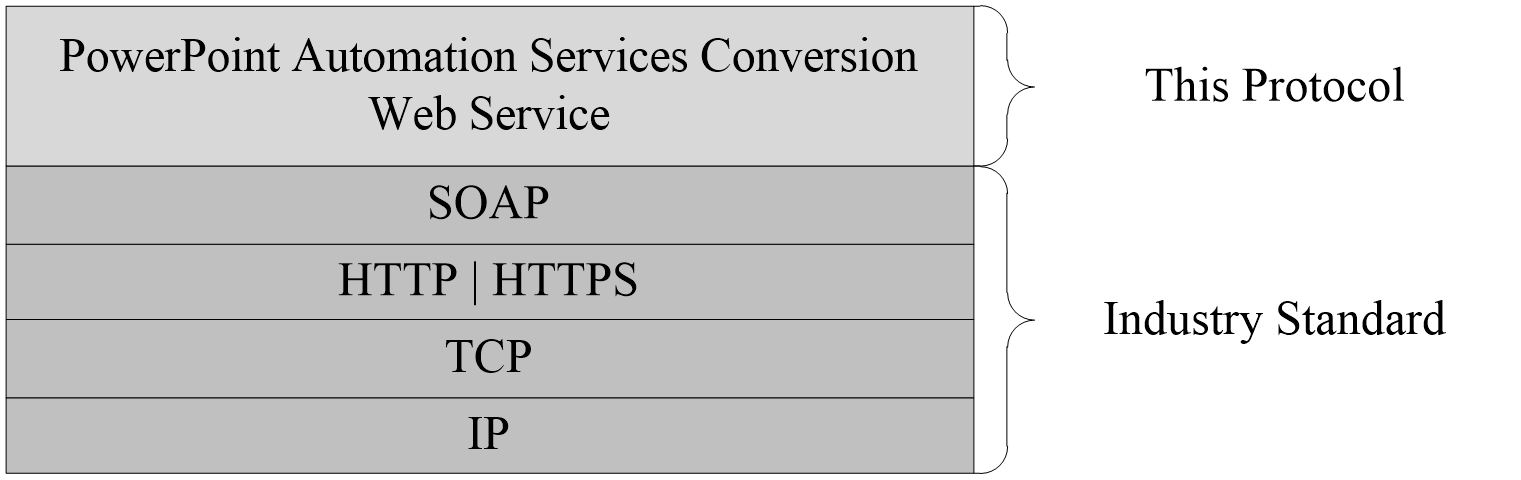 PowerPoint Automation Services Conversion
Web Service
This Protocol
SOAP
HTTP | HTTPS
TCP
IP
Industry Standard